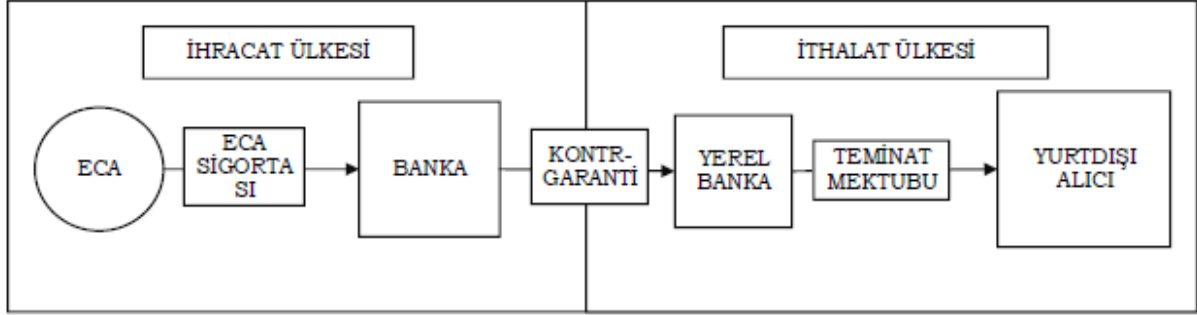 İHRACAT ÜLKESİ
İTHALAT ÜLKESİ
ECA
ECA
SİGORTA
SI
BANKA
KONTR-
GARANTİ
YEREL
BANKA
TEMİNAT
MEKTUBU
YURTDIŞI
ALICI